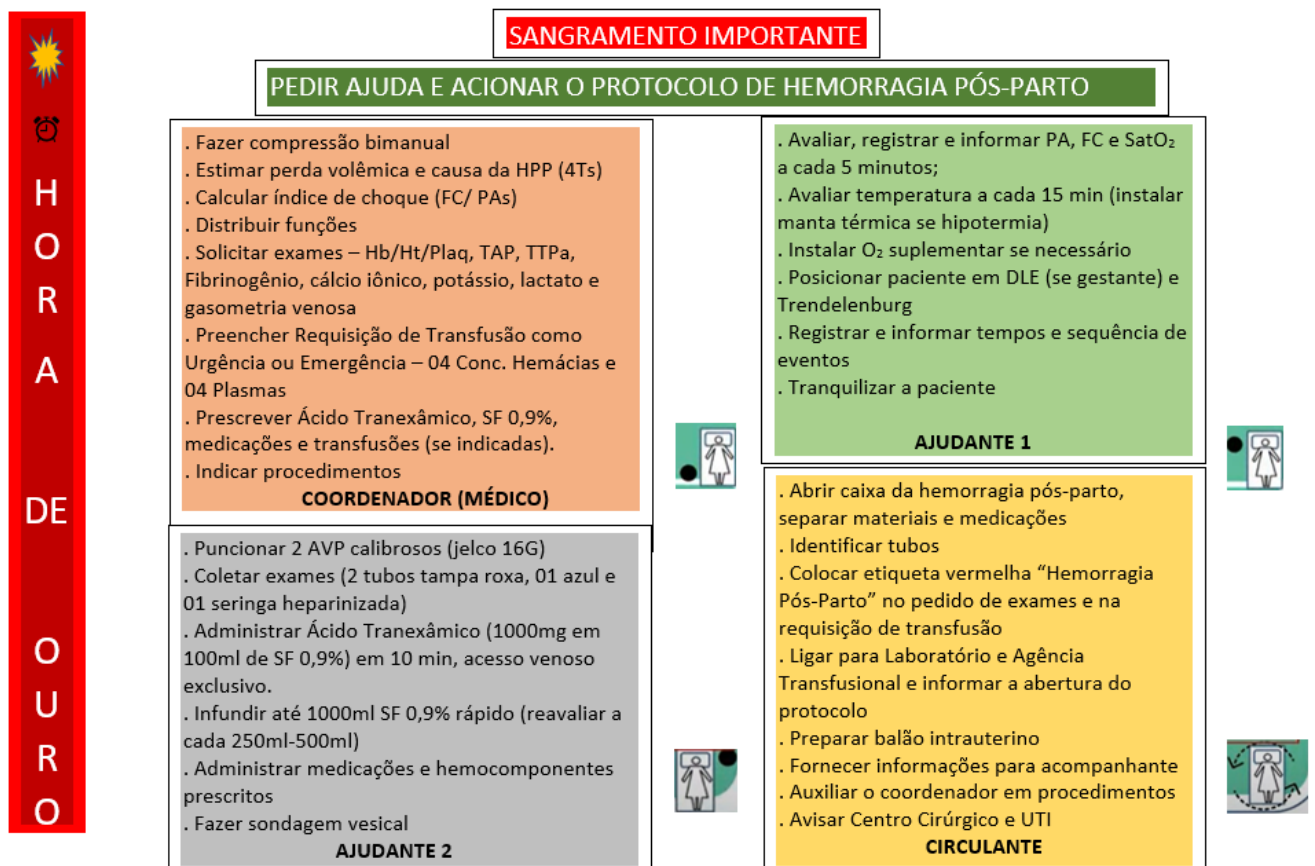 SANGRAMENTO IMPORTANTE
PEDIR AJUDA E ACIONAR O PROTOCOLO DE HEMORRAGIA PÓS-PARTO
H
O
R
A
DE
O
U
R
O
. Fazer compressão bimanual
. Estimar perda volêmica e causa da HPP (4Ts)
. Calcular índice de choque (FC/ PAs)
. Distribuir funções
. Solicitar exames – Hb/Ht/Plaq, TAP, TTPa,
Fibrinogênio, cálcio iônico, potássio, lactato e
gasometria venosa
. Preencher Requisição de Transfusão como
Urgência ou Emergência – 04 Conc. Hemácias e
04 Plasmas
. Prescrever Ácido Tranexâmico, SF 0,9%,
medicações e transfusões (se indicadas).
. Indicar procedimentos
COORDENADOR (MÉDICO)
. Avaliar, registrar e informar PA, FC e SatO₂
a cada 5 minutos;
. Avaliar temperatura a cada 15 min (instalar
manta térmica se hipotermia)
. Instalar O₂ suplementar se necessário
. Posicionar paciente em DLE (se gestante) e
Trendelenburg
. Registrar e informar tempos e sequência de
eventos
. Tranquilizar a paciente
AJUDANTE 1
. Puncionar 2 AVP calibrosos (jelco 16G)
. Coletar exames (2 tubos tampa roxa, 01 azul e
01 seringa heparinizada)
. Administrar Ácido Tranexâmico (1000mg em
100ml de SF 0,9%) em 10 min, acesso venoso
exclusivo.
. Infundir até 1000ml SF 0,9% rápido (reavaliar a
cada 250ml-500ml)
. Administrar medicações e hemocomponentes
prescritos
. Fazer sondagem vesical
AJUDANTE 2
. Abrir caixa da hemorragia pós-parto,
separar materiais e medicações
. Identificar tubos
. Colocar etiqueta vermelha “Hemorragia
Pós-Parto” no pedido de exames e na
requisição de transfusão
. Ligar para Laboratório e Agência
Transfusional e informar a abertura do
protocolo
. Preparar balão intrauterino
. Fornecer informações para acompanhante
. Auxiliar o coordenador em procedimentos
. Avisar Centro Cirúrgico e UTI
CIRCULANTE